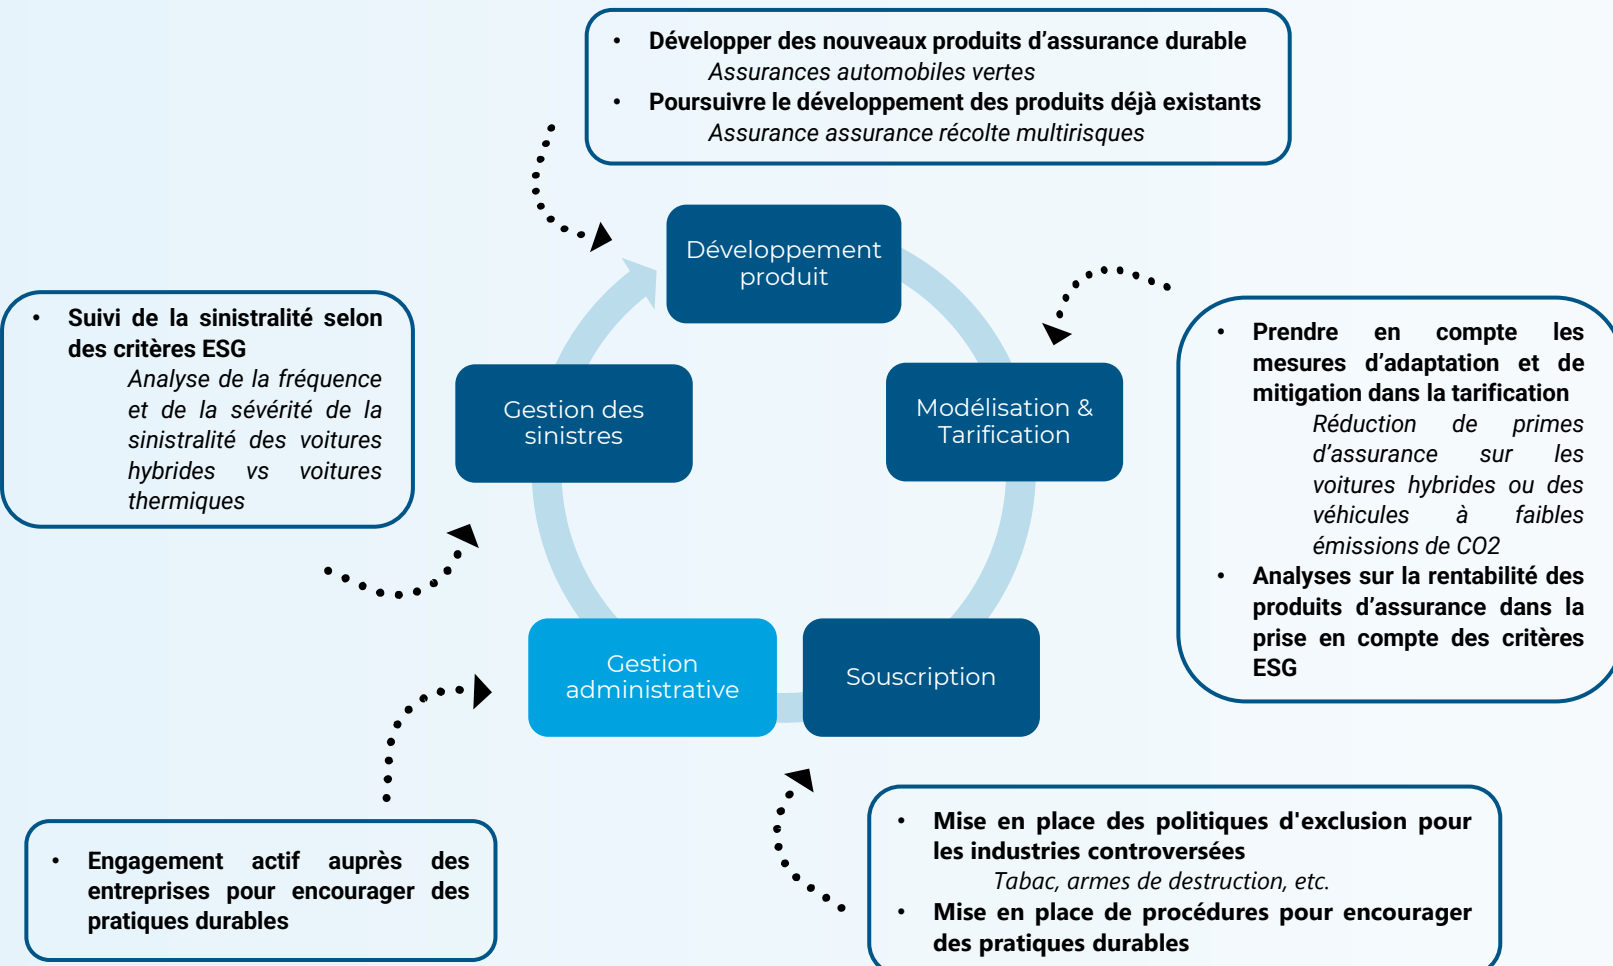 • Développer des nouveaux produits d’assurance durable
Assurances automobiles vertes
• Poursuivre le développement des produits déjà existants
Assurance assurance récolte multirisques
Développement
produit
• Suivi de la sinistralité selon
des critères ESG
Analyse de la fréquence
et de la sévérité de la
sinistralité des voitures
hybrides vs voitures
thermiques
Gestion des
sinistres
Modélisation &
Tarification
• Prendre en compte les
mesures d’adaptation et de
mitigation dans la tarification
Réduction de primes
d’assurance sur les
voitures hybrides ou des
véhicules à faibles
émissions de CO2
• Analyses sur la rentabilité des
produits d’assurance dans la
prise en compte des critères
ESG
Gestion
administrative
Souscription
• Engagement actif auprès des
entreprises pour encourager des
pratiques durables
• Mise en place des politiques d'exclusion pour
les industries controversées
Tabac, armes de destruction, etc.
• Mise en place de procédures pour encourager
des pratiques durables